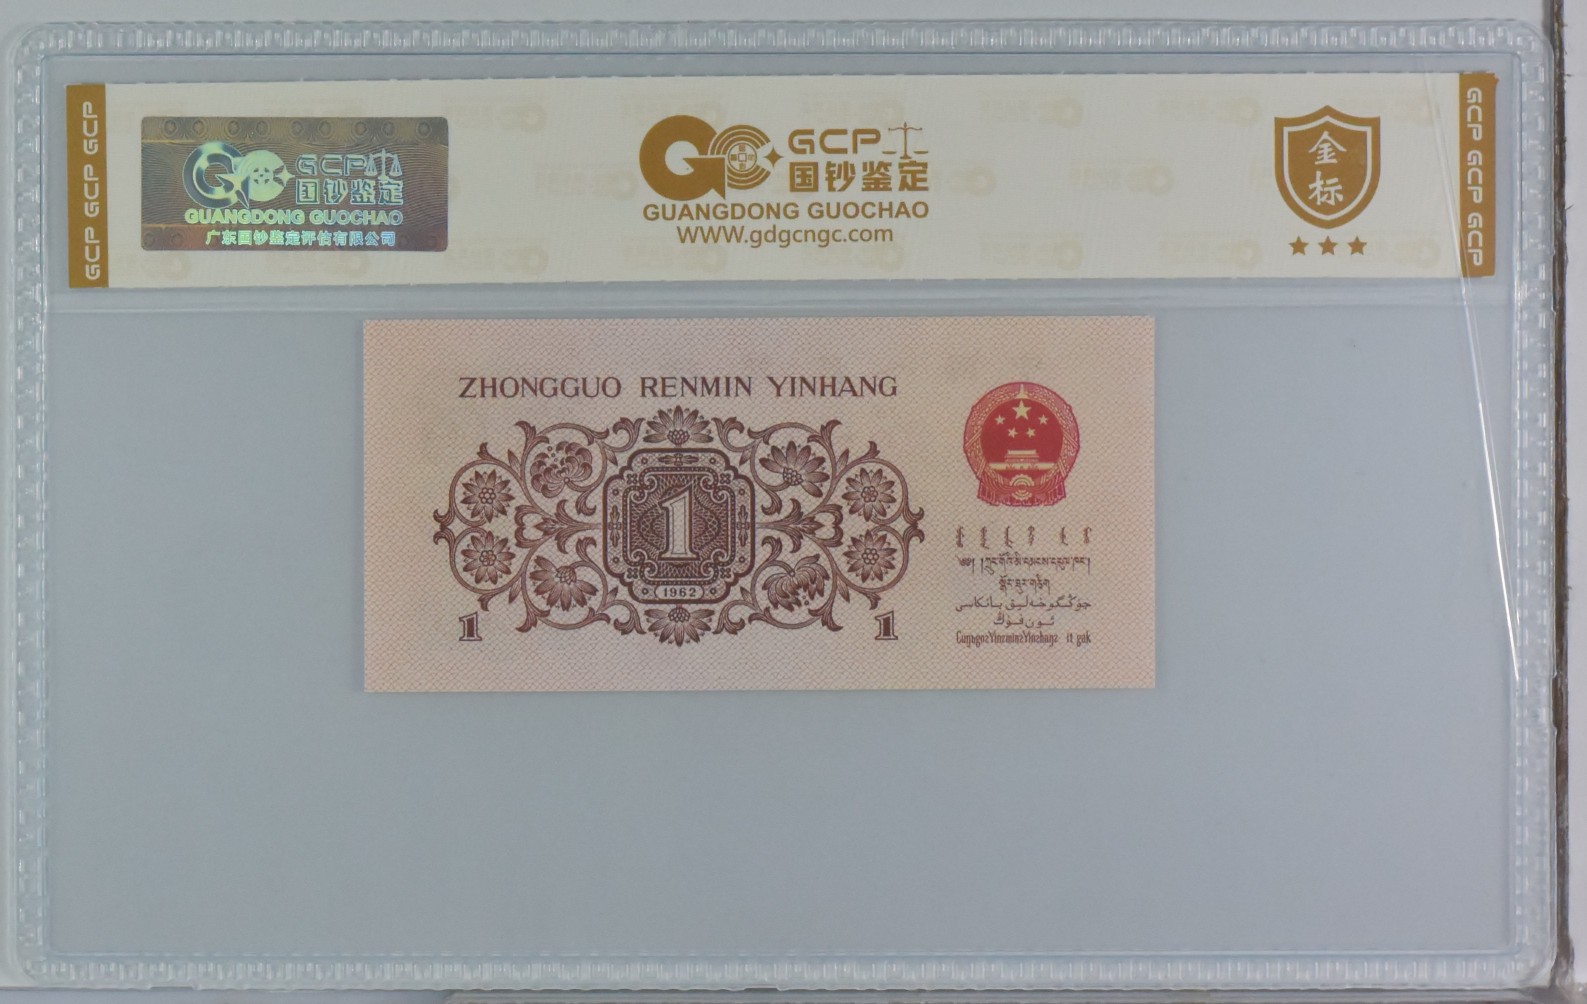 GCP GCP GCP
GCP
国钞鉴定
GUANGDONG GUOCHAO
广东国钞鉴定评估有限公司
GCP
国钞鉴定
GUANGDONG GUOCHAO
WWW.gdgcngc.com
金标
GCP GCP GCP
ZHONGGUO RENMIN YINHANG
1
1962
1
1